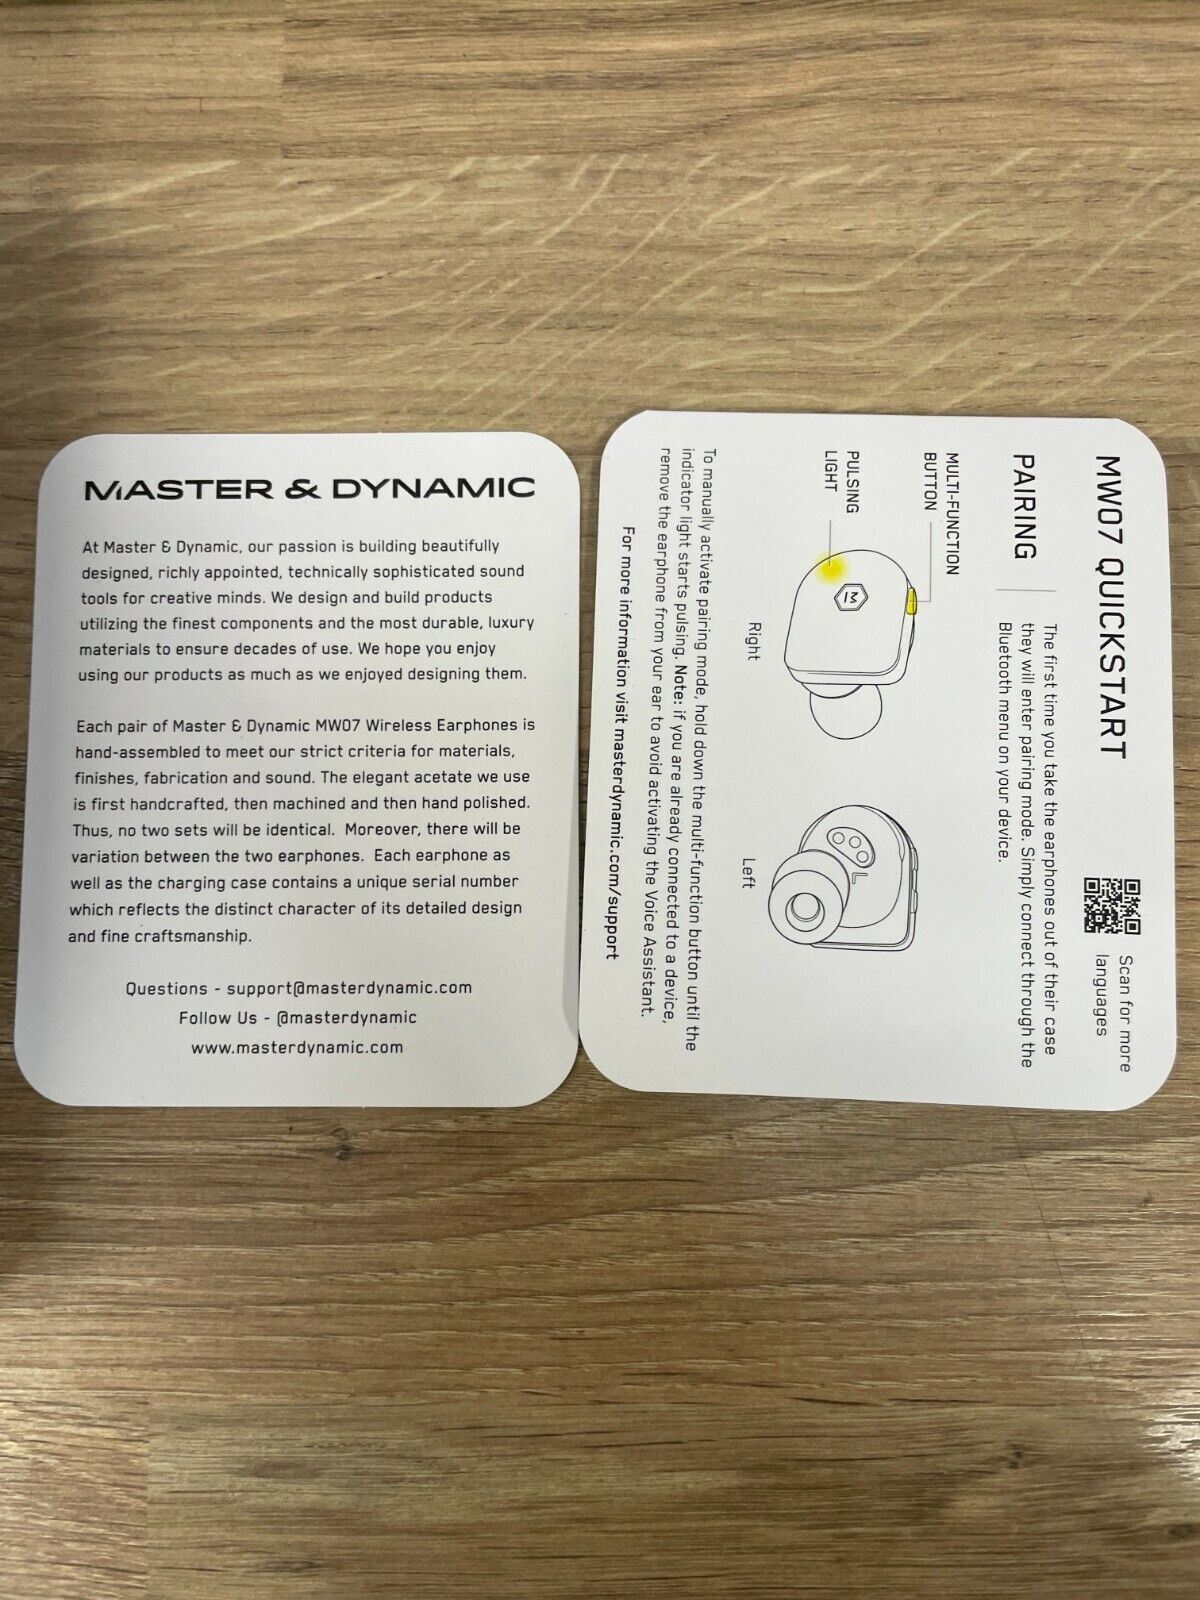 MASTER & DYNAMIC
At Master & Dynamic, our passion is building beautifully
designed, richly appointed, technically sophisticated sound
tools for creative minds. We design and build products
utilizing the finest components and the most durable, luxury
materials to ensure decades of use. We hope you enjoy
using our products as much as we enjoyed designing them.
Each pair of Master & Dynamic MW07 Wireless Earphones is
hand-assembled to meet our strict criteria for materials,
finishes, fabrication and sound. The elegant acetate we use
is first handcrafted, then machined and then hand polished.
Thus, no two sets will be identical. Moreover, there will be
variation between the two earphones. Each earphone as
well as the charging case contains a unique serial number
which reflects the distinct character of its detailed design
and fine craftsmanship.
Questions - support@masterdynamic.com
Follow Us - @masterdynamic
www.masterdynamic.com
MW07 QUICKSTART
Scan for more
languages
PAIRING
The first time you take the earphones out of their case
they will enter pairing mode. Simply connect through the
Bluetooth menu on your device.
MULTI-FUNCTION
BUTTON
PULSING
LIGHT
M
L
Right
Left
To manually activate pairing mode, hold down the multi-function button until the
indicator light starts pulsing. Note: if you are already connected to a device,
remove the earphone from your ear to avoid activating the Voice Assistant.
For more information visit masterdynamic.com/support